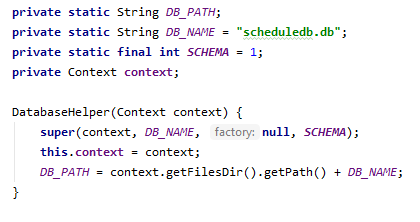 private static String DB_PATH;
private static String DB_NAME = "scheduledb.db";
private static final int SCHEMA = 1;
private Context context;
DatabaseHelper(Context context) {
super(context, DB_NAME, factory: null, SCHEMA);
this.context = context;
DB_PATH = context.getFilesDir().getPath() + DB_NAME;
}